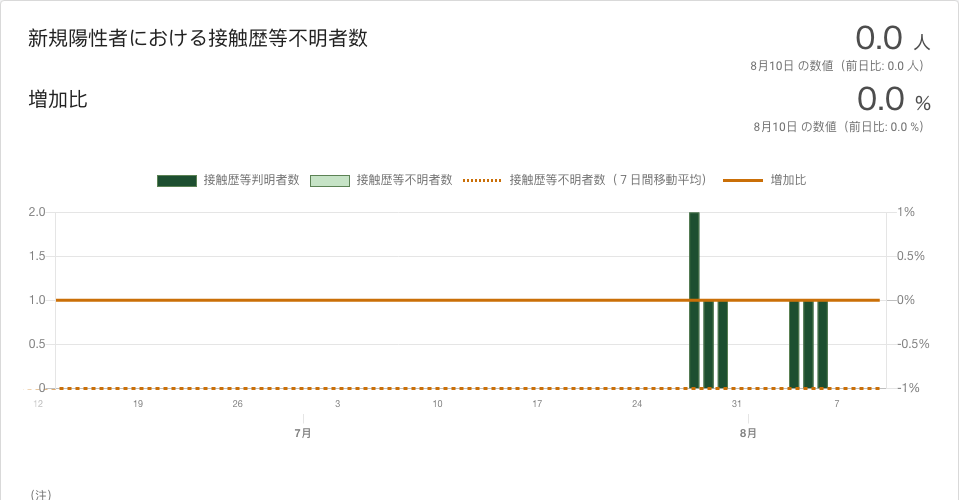 新規陽性者における接触歴等不明者数
0.0 人
8月10日 の数値（前日比: 0.0 人）
増加比
0.0 %
8月10日 の数値（前日比: 0.0 %）
接触歴等判明者数 接触歴等不明者数 接触歴等不明者数（７日間移動平均） 増加比
2.0 1%
1.5 0.5%
1.0 0%
0.5 -0.5%
0 -1%
12 19 26 3 10 17 24 31 7
7月 8月
（注）